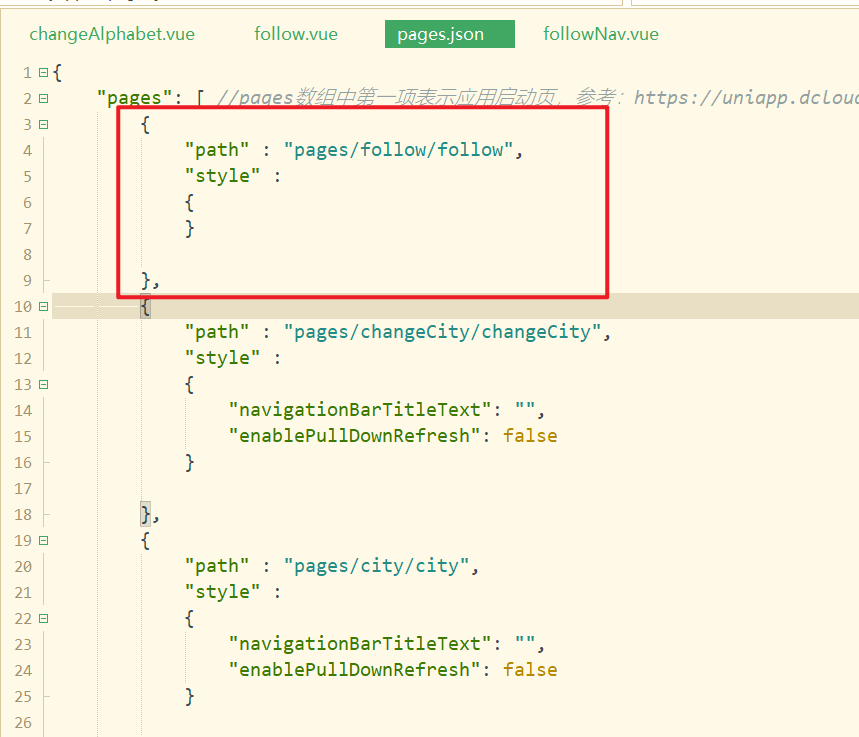 changeAlphabet.vue follow.vue pages.json followNav.vue
1 {
2 "pages": [ //pages数组中第一项表示应用启动页，参考：https://uniapp.dcloud
3 {
4 "path" : "pages/follow/follow",
5 "style" :
6 {
7 }
8
9 },
10 {
11 "path" : "pages/changeCity/changeCity",
12 "style" :
13 {
14 "navigationBarTitleText": "",
15 "enablePullDownRefresh": false
16 }
17
18 },
19 {
20 "path" : "pages/city/city",
21 "style" :
22 {
23 "navigationBarTitleText": "",
24 "enablePullDownRefresh": false
25 }
26